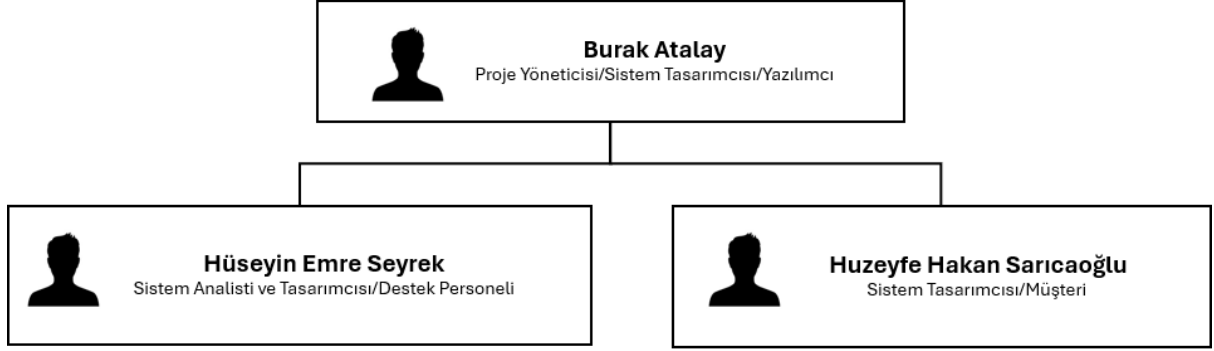 Burak Atalay
Proje Yöneticisi/Sistem Tasarımcısı/Yazılımcı
Hüseyin Emre Seyrek
Sistem Analisti ve Tasarımcısı/Destek Personeli
Huzeyfe Hakan Sarıcaoğlu
Sistem Tasarımcısı/Müşteri